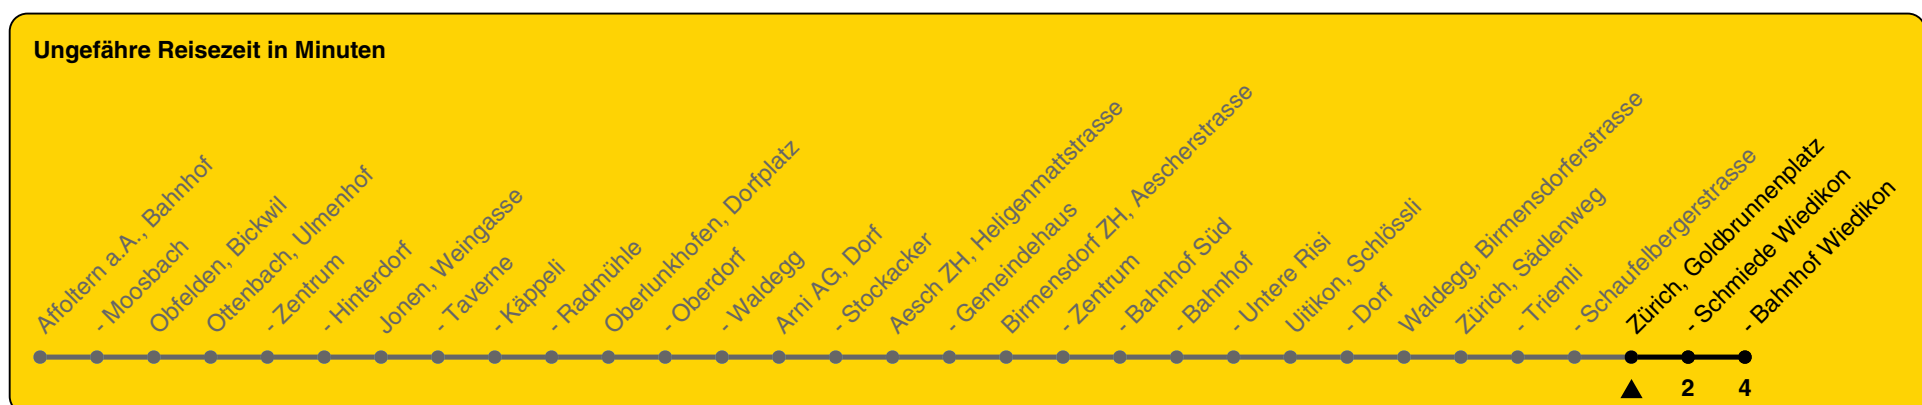 Ungefähre Reisezeit in Minuten
Affoltern a.A., Bahnhof
- Moosbach
Obfelden, Bickwil
Ottenbach, Ulmenhof
- Zentrum
- Hinterdorf
Jonen, Weingasse
- Taverne
- Käppeli
- Radmühle
Oberlunkhofen, Dorfplatz
- Oberdorf
- Waldegg
Arni AG, Dorf
- Stockacker
Aesch ZH, Heligenmattstrasse
- Gemeindehaus
Birmensdorf ZH, Aescherstrasse
- Zentrum
- Bahnhof Süd
- Bahnhof
- Untere Risi
Uitikon, Schlössli
- Dorf
Waldegg, Birmensdorferstrasse
Zürich, Sädlenweg
- Triemli
- Schaufelbergerstrasse
Zürich, Goldbrunnenplatz
- Schmiede Wiedikon
- Bahnhof Wiedikon
2 4